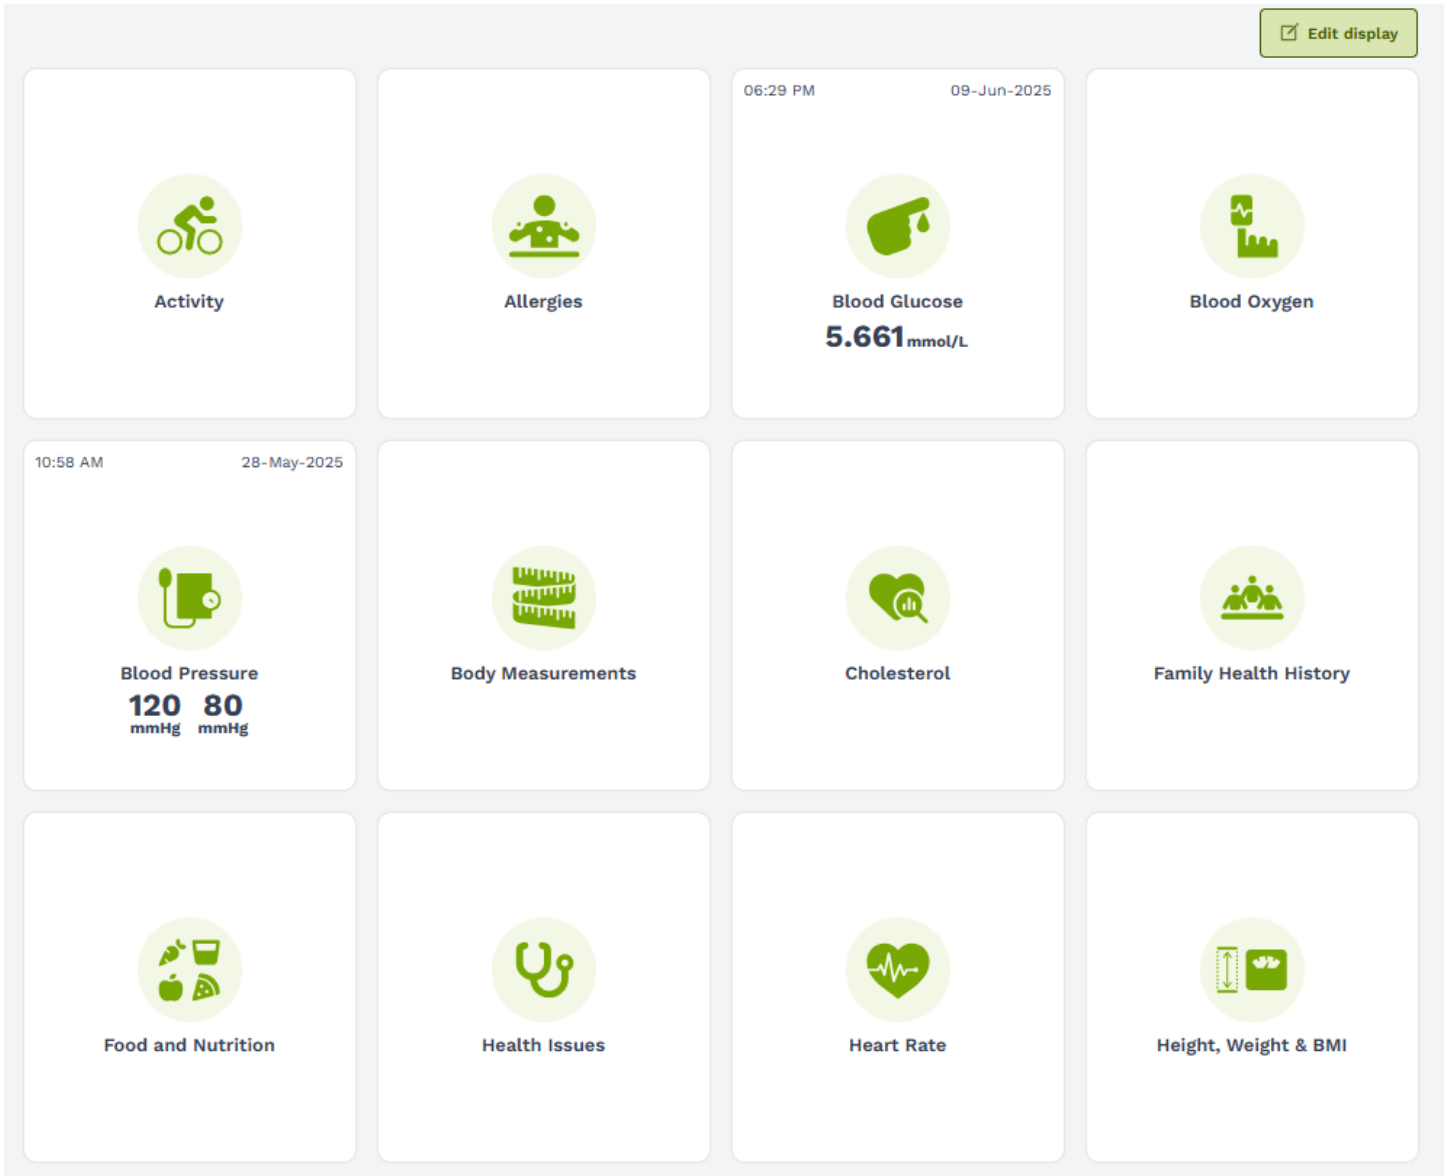 Edit display
Activity
Allergies
06:29 PM 09-Jun-2025
Blood Glucose
5.661 mmol/L
Blood Oxygen
10:58 AM 28-May-2025
Blood Pressure
120 80
mmHg mmHg
Body Measurements
Cholesterol
Family Health History
Food and Nutrition
Health Issues
Heart Rate
Height, Weight & BMI